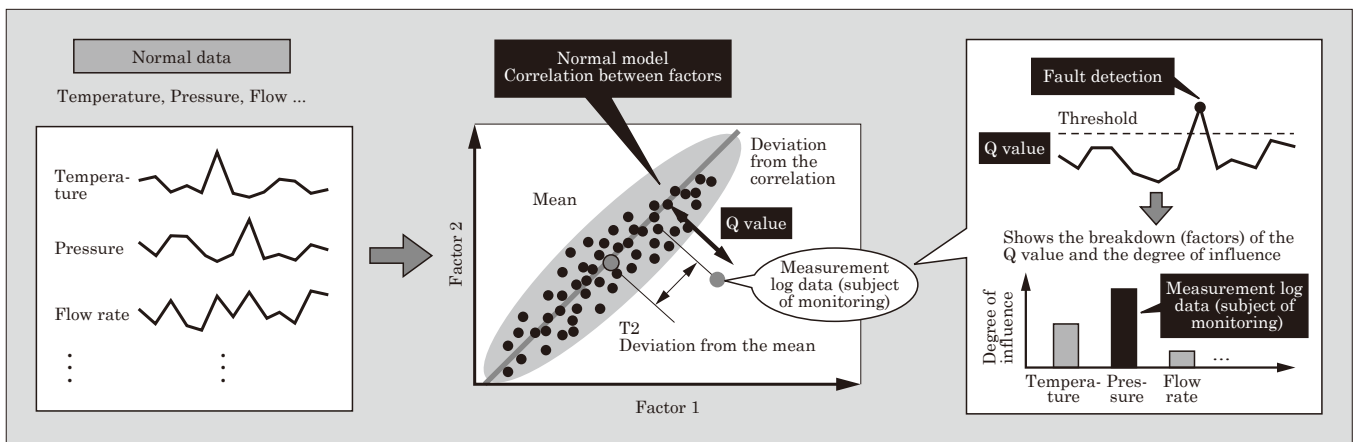 Normal data
Temperature, Pressure, Flow ...
Tempera-
ture
Pressure
Flow rate
Normal model
Correlation between factors
Deviation
from the
correlation
Mean
Q value
Measurement
log data (subject
of monitoring)
T2
Deviation from the mean
Factor 2
Factor 1
Fault detection
Threshold
Q value
Shows the breakdown (factors) of the
Q value and the degree of influence
Measurement log
data (subject of
monitoring)
Degree of
influence
...
Tempera-
ture
Pres-
sure
Flow
rate